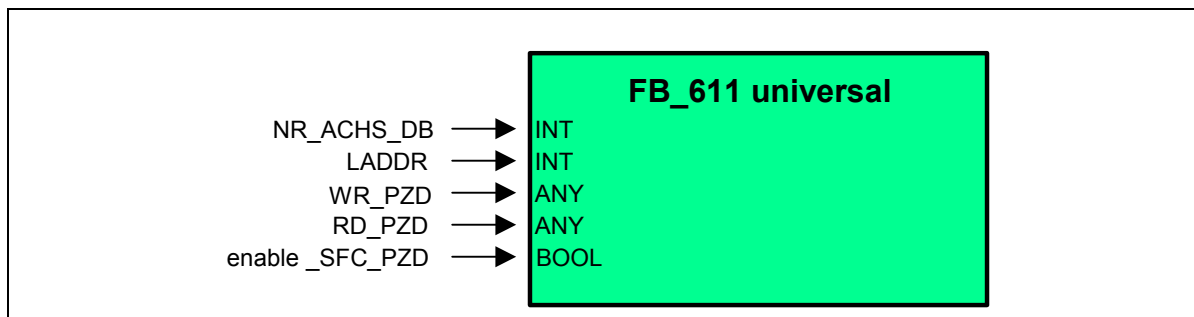 FB_611 universal
NR_ACHS_DB INT
LADDR INT
WR_PZD ANY
RD_PZD ANY
enable _SFC_PZD BOOL